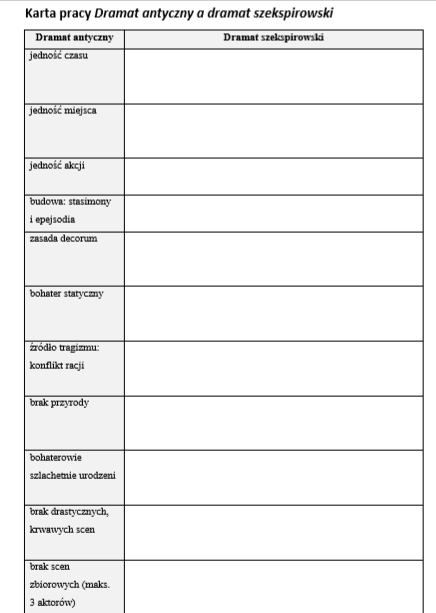 Karta pracy Dramat antyczny a dramat szekspirowski
Dramat antyczny Dramat szekspirowski
jedność czasu
jedność miejsca
jedność akcji
budowa: stasimony
i epejsodia
zasada decorum
bohater statyczny
źródło tragizmu:
konflikt racji
brak przyrody
bohaterowie
szlachetnie urodzeni
brak drastycznych,
krwawych scen
brak scen
zbiorowych (maks.
3 aktorów)